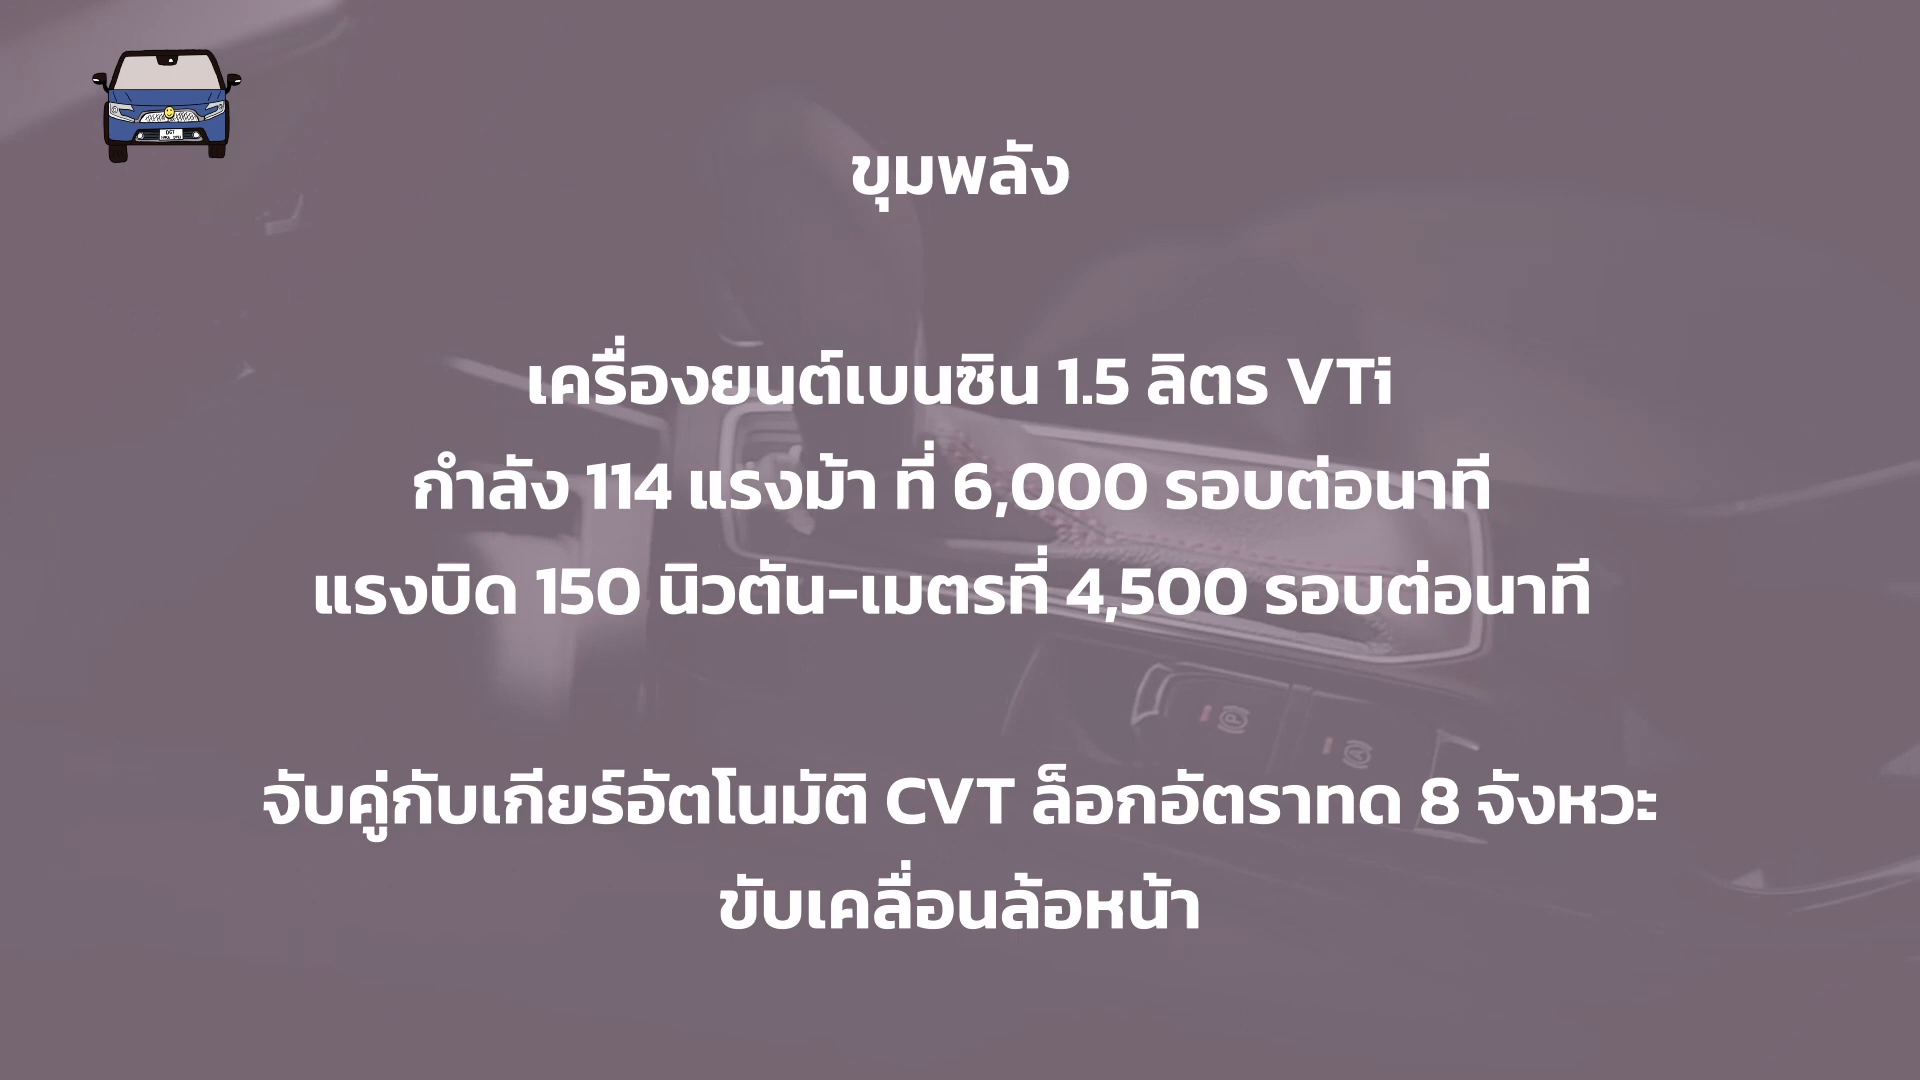 ขุมพลัง
เครื่องยนต์เบนซิน 1.5 ลิตร VTi
กำลัง 114 แรงม้า ที่ 6,000 รอบต่อนาที
แรงบิด 150 นิวตัน-เมตรที่ 4,500 รอบต่อนาที
จับคู่กับเกียร์อัตโนมัติ CVT ล็อกอัตราทด 8 จังหวะ
ขับเคลื่อนล้อหน้า